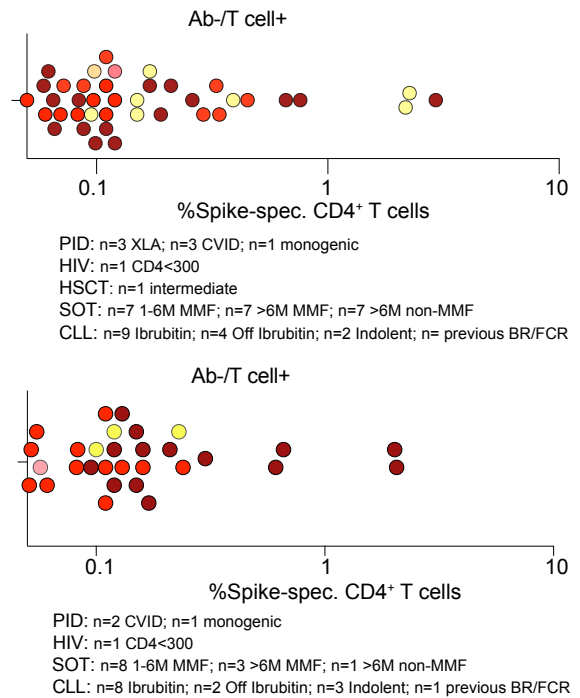 Ab-/T cell+
0.1 1 10
%Spike-spec. CD4⁺ T cells
PID: n=3 XLA; n=3 CVID; n=1 monogenic
HIV: n=1 CD4<300
HSCT: n=1 intermediate
SOT: n=7 1-6M MMF; n=7 >6M MMF; n=7 >6M non-MMF
CLL: n=9 Ibrubitin; n=4 Off Ibrubitin; n=2 Indolent; n= previous BR/FCR
Ab-/T cell+
0.1 1 10
%Spike-spec. CD4⁺ T cells
PID: n=2 CVID; n=1 monogenic
HIV: n=1 CD4<300
SOT: n=8 1-6M MMF; n=3 >6M MMF; n=1 >6M non-MMF
CLL: n=8 Ibrubitin; n=2 Off Ibrubitin; n=3 Indolent; n=1 previous BR/FCR